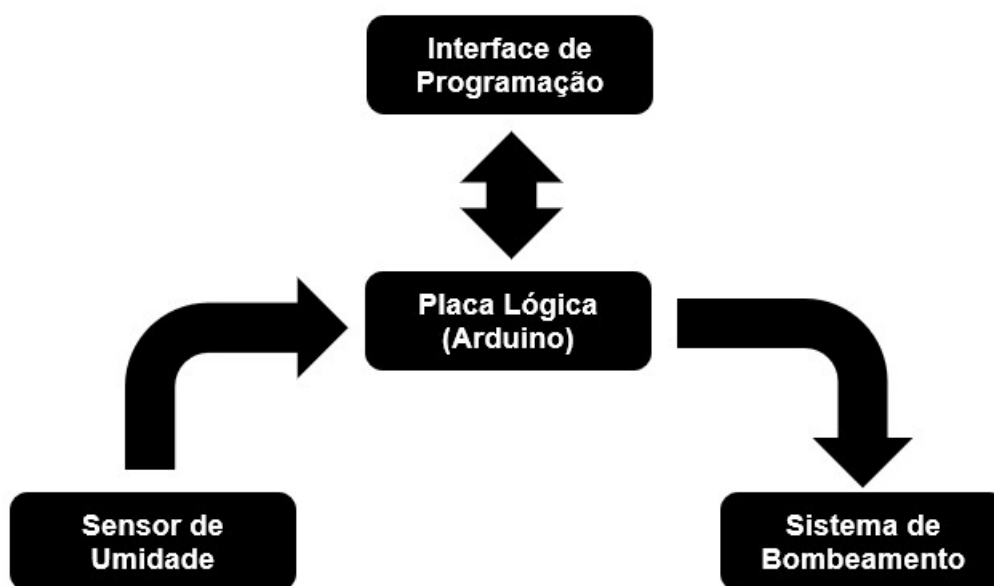 Interface de
Programação
Placa Lógica
(Arduino)
Sensor de
Umidade
Sistema de
Bombeamento